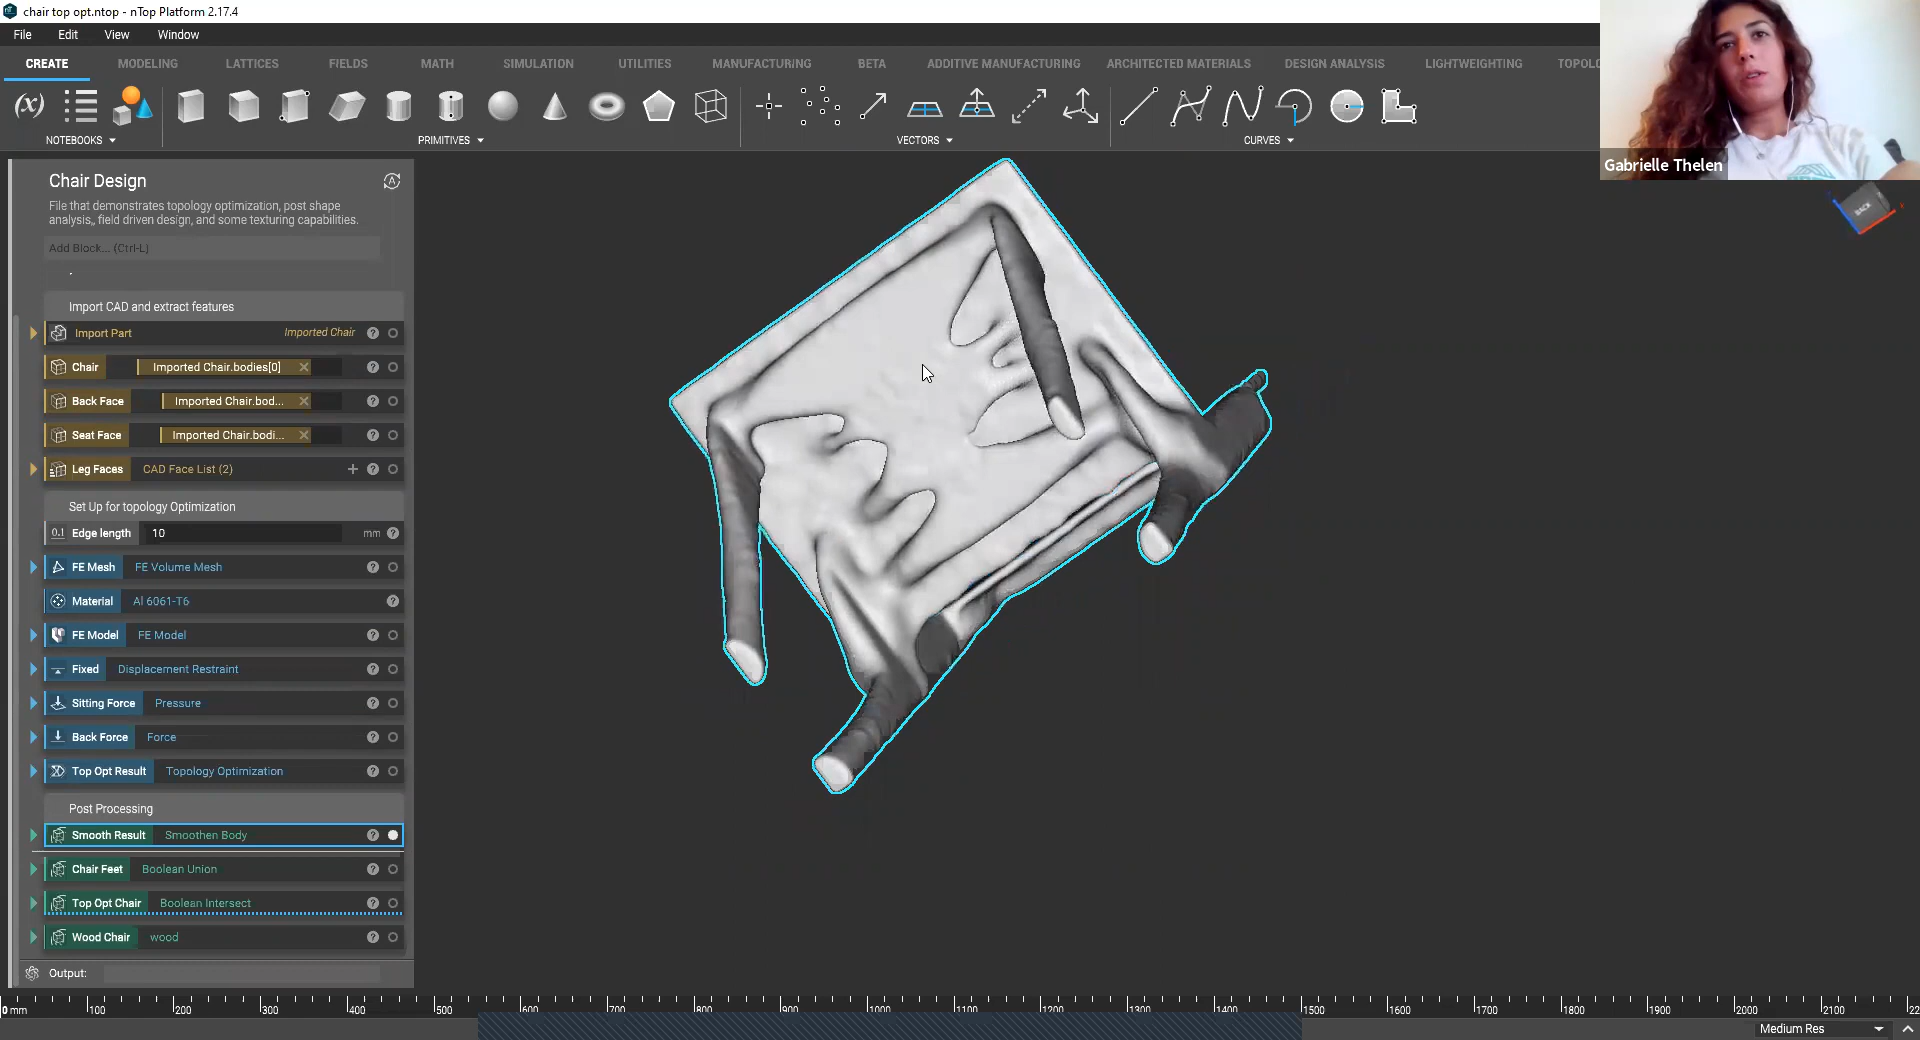 chair top opt.ntop - nTop Platform 2.17.4
File Edit View Window
CREATE MODELING LATTICES FIELDS MATH SIMULATION UTILITIES MANUFACTURING BETA ADDITIVE MANUFACTURING ARCHITECTED MATERIALS DESIGN ANALYSIS LIGHTWEIGHTING TOPOLO
(x)
NOTEBOOKS PRIMITIVES VECTORS CURVES
Gabrielle Thelen
BACK
Chair Design
File that demonstrates topology optimization, post shape
analysis,, field driven design, and some texturing capabilities.
Add Block... (Ctrl-L)
Import CAD and extract features
Import Part Imported Chair
Chair Imported Chair.bodies[0]
Back Face Imported Chair.bod...
Seat Face Imported Chair.bodi...
Leg Faces CAD Face List (2)
Set Up for topology Optimization
0.1 Edge length 10 mm
FE Mesh FE Volume Mesh
Material Al 6061-T6
FE Model FE Model
Fixed Displacement Restraint
Sitting Force Pressure
Back Force Force
Top Opt Result Topology Optimization
Post Processing
Smooth Result Smoothen Body
Chair Feet Boolean Union
Top Opt Chair Boolean Intersect
Wood Chair wood
Output:
0 mm 100 200 300 400 500 600 700 800 900 1000 1100 1200 1300 1400 1500 1600 1700 1800 1900 2000 2100 22
Medium Res